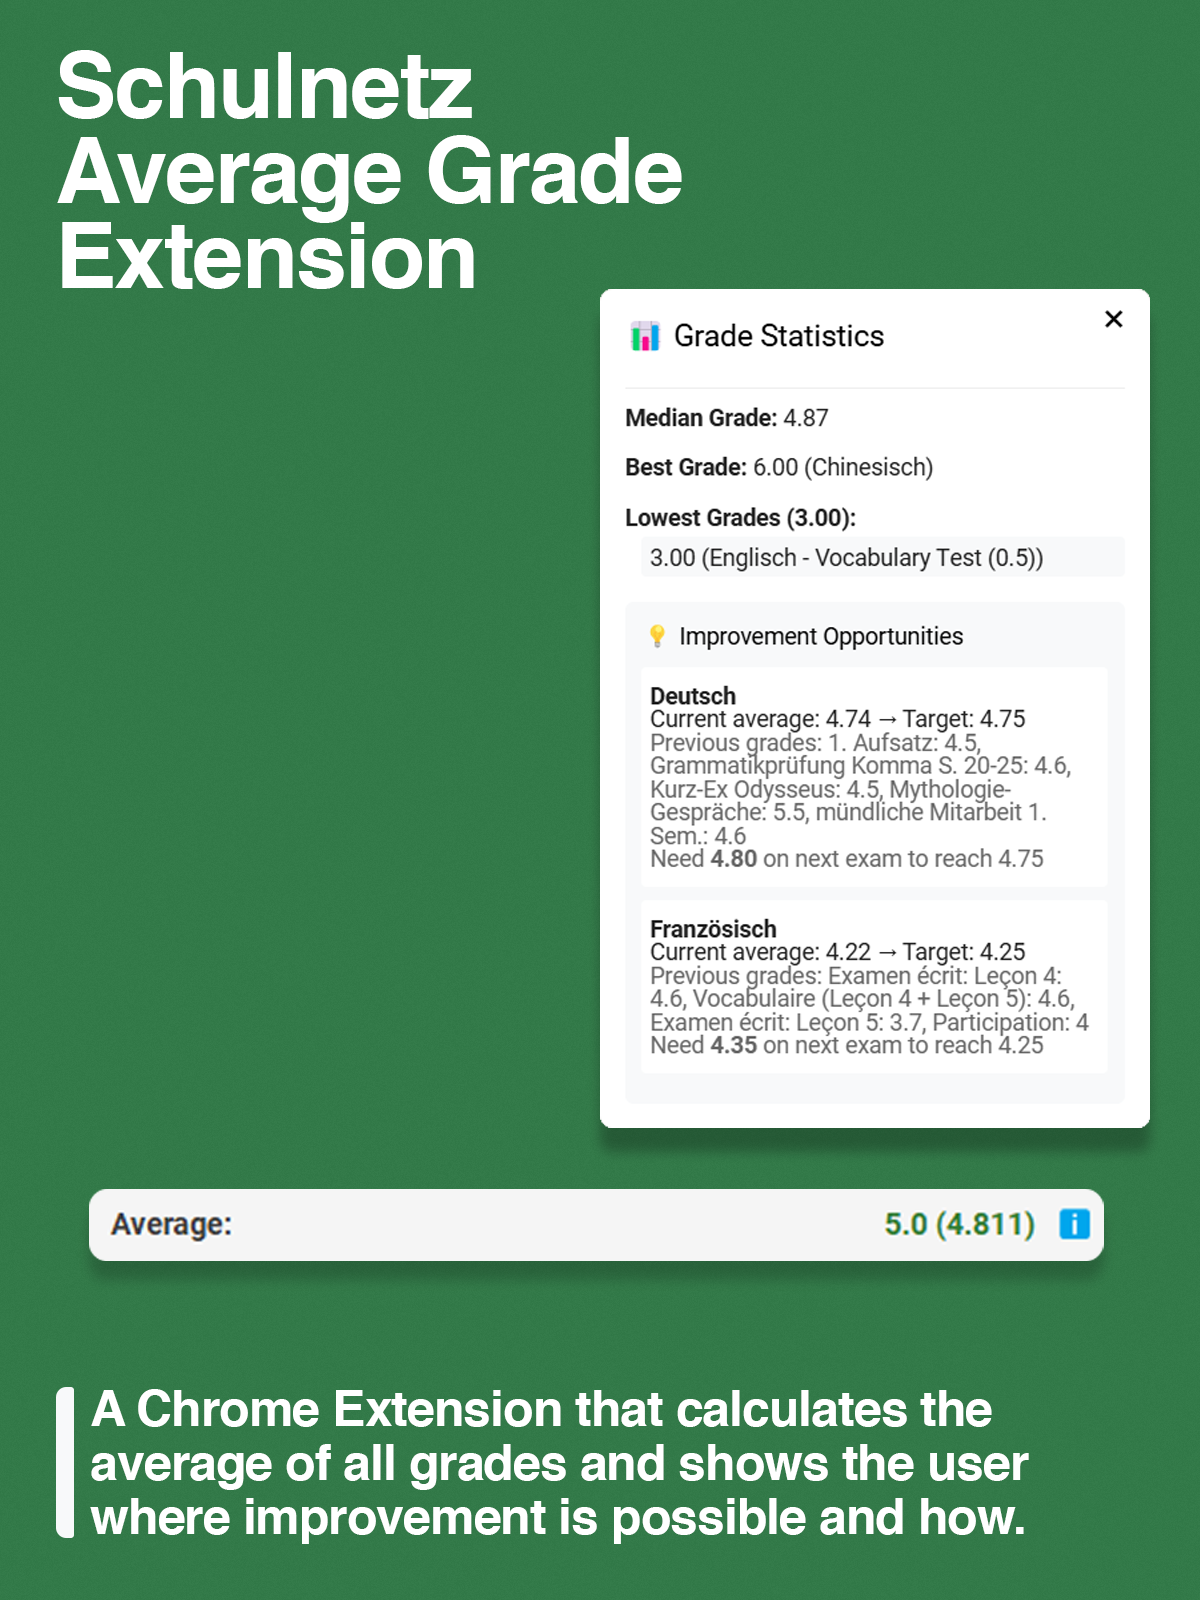 Schulnetz
Average Grade
Extension
Grade Statistics
Median Grade: 4.87
Best Grade: 6.00 (Chinesisch)
Lowest Grades (3.00):
3.00 (Englisch - Vocabulary Test (0.5))
Improvement Opportunities
Deutsch
Current average: 4.74 → Target: 4.75
Previous grades: 1. Aufsatz: 4.5,
Grammatikprüfung Komma S. 20-25: 4.6,
Kurz-Ex Odysseus: 4.5, Mythologie-
Gespräche: 5.5, mündliche Mitarbeit 1.
Sem.: 4.6
Need 4.80 on next exam to reach 4.75
Französisch
Current average: 4.22 → Target: 4.25
Previous grades: Examen écrit: Leçon 4:
4.6, Vocabulaire (Leçon 4 + Leçon 5): 4.6,
Examen écrit: Leçon 5: 3.7, Participation: 4
Need 4.35 on next exam to reach 4.25
Average: 5.0 (4.811)
A Chrome Extension that calculates the
average of all grades and shows the user
where improvement is possible and how.